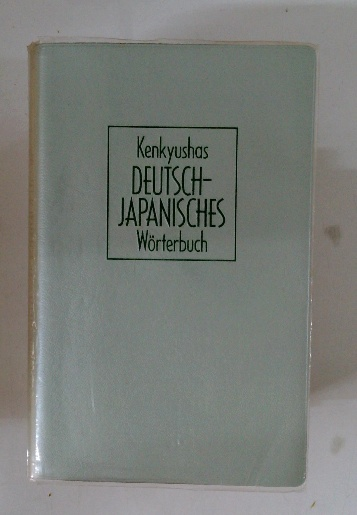 Kenkyushas
DEUTSCH-
JAPANISCHES
Wörterbuch